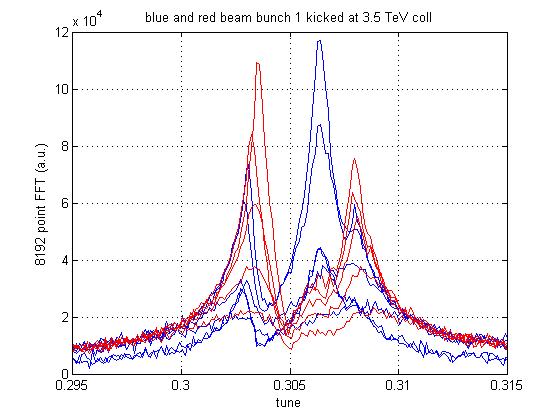 blue and red beam bunch 1 kicked at 3.5 TeV coll
x 10^4
12
10
8
6
4
2
0
8192 point FFT (a.u.)
0.295 0.3 0.305 0.31 0.315
tune